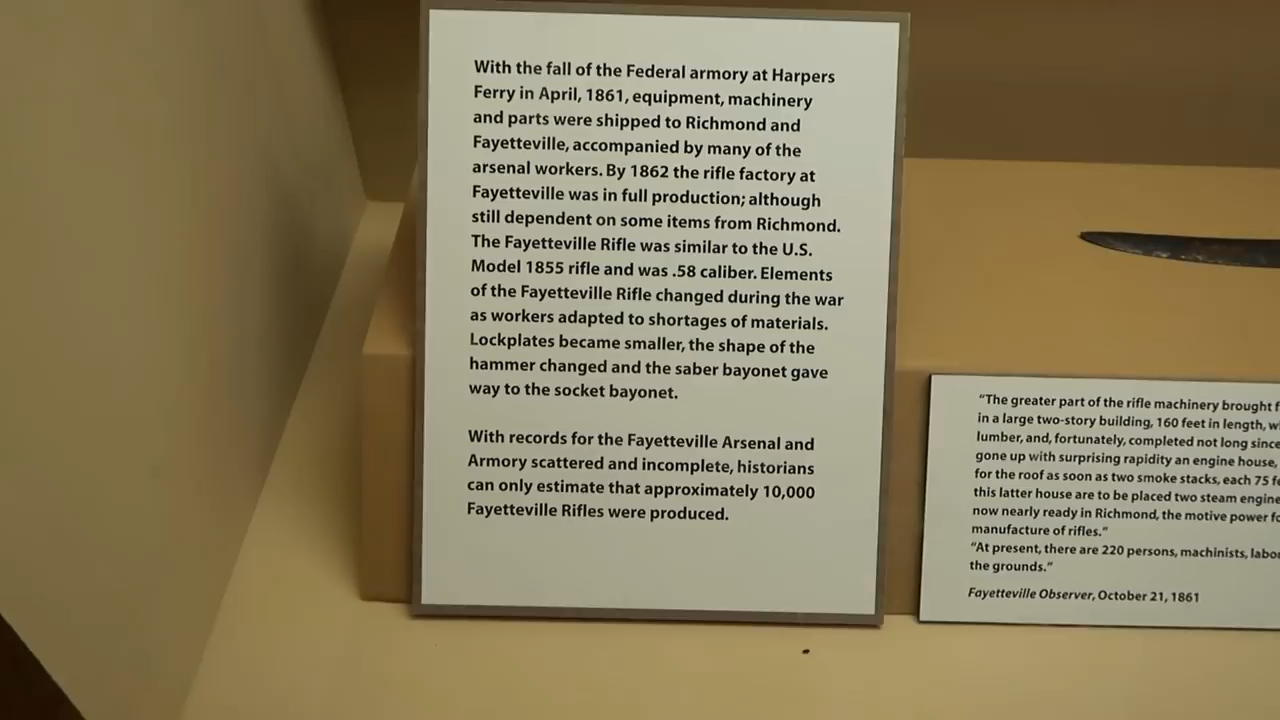 With the fall of the Federal armory at Harpers
Ferry in April, 1861, equipment, machinery
and parts were shipped to Richmond and
Fayetteville, accompanied by many of the
arsenal workers. By 1862 the rifle factory at
Fayetteville was in full production; although
still dependent on some items from Richmond.
The Fayetteville Rifle was similar to the U.S.
Model 1855 rifle and was .58 caliber. Elements
of the Fayetteville Rifle changed during the war
as workers adapted to shortages of materials.
Lockplates became smaller, the shape of the
hammer changed and the saber bayonet gave
way to the socket bayonet.
With records for the Fayetteville Arsenal and
Armory scattered and incomplete, historians
can only estimate that approximately 10,000
Fayetteville Rifles were produced.
“The greater part of the rifle machinery brought
in a large two-story building, 160 feet in length,
lumber, and, fortunately, completed not long since
gone up with surprising rapidity an engine house,
for the roof as soon as two smoke stacks, each 75
this latter house are to be placed two steam engine
now nearly ready in Richmond, the motive power
manufacture of rifles.”
“At present, there are 220 persons, machinists,
the grounds.”
Fayetteville Observer, October 21, 1861